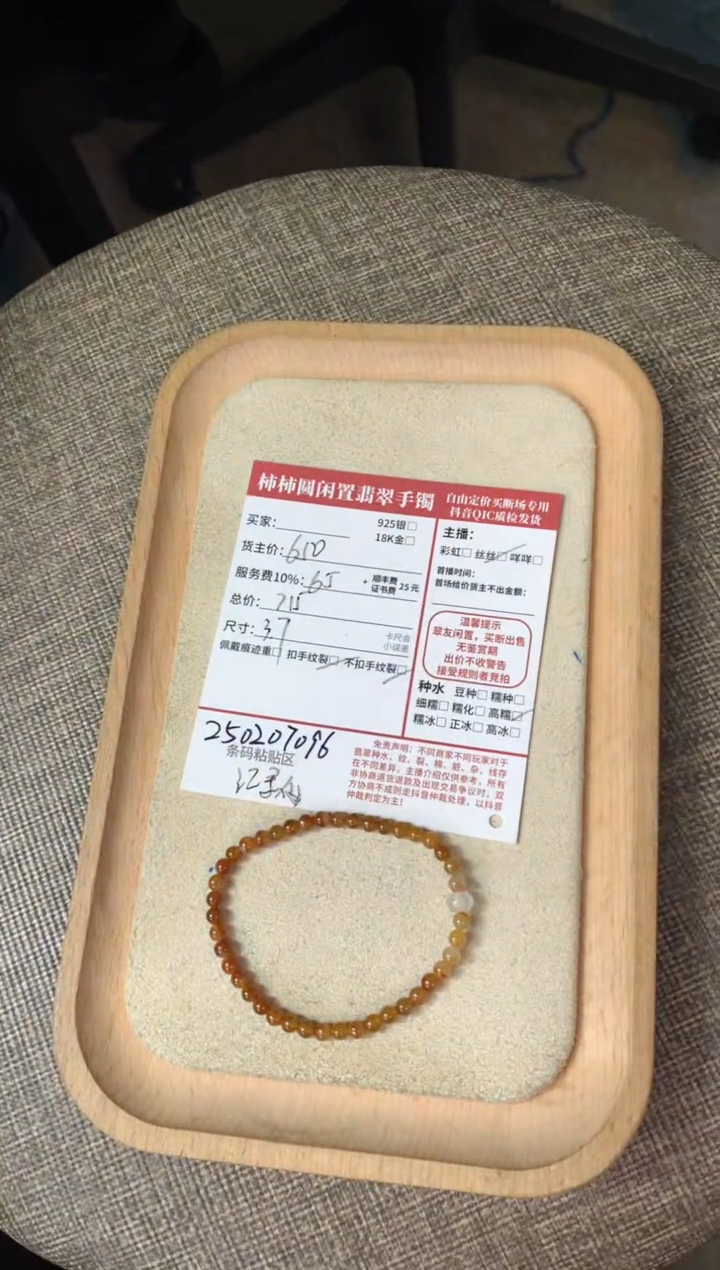 柿柿圆闲置翡翠手镯 自由定价买断场专用
抖音QIC质检发货
买家: 925银□
18K金□
货主价: 650
服务费10%: 65 + 顺丰费 证书费 25元
总价: 715
尺寸: 3.7
卡尺会
小误差
佩戴痕迹重□ 扣手纹裂□ 不扣手纹裂□
主播:
彩虹□ 丝丝□ 咩咩□
首播时间:
首场给价货主不出金额:
温馨提示
翠友闲置,买断出售
无鉴赏期
出价不收警告
接受规则者竞拍
种水 豆种□ 糯种□
细糯□ 糯化□ 高糯□
糯冰□ 正冰□ 高冰□
250207096
条码粘贴区
免责声明:不同商家不同玩家对于
翡翠种水、纹、裂、棉、脏、杂、线存
在不同差异,主播介绍仅供参考,所有
非协商退货退款及出现交易争议时,双
方协商不成则走抖音仲裁处理,以抖音
仲裁判定为主!